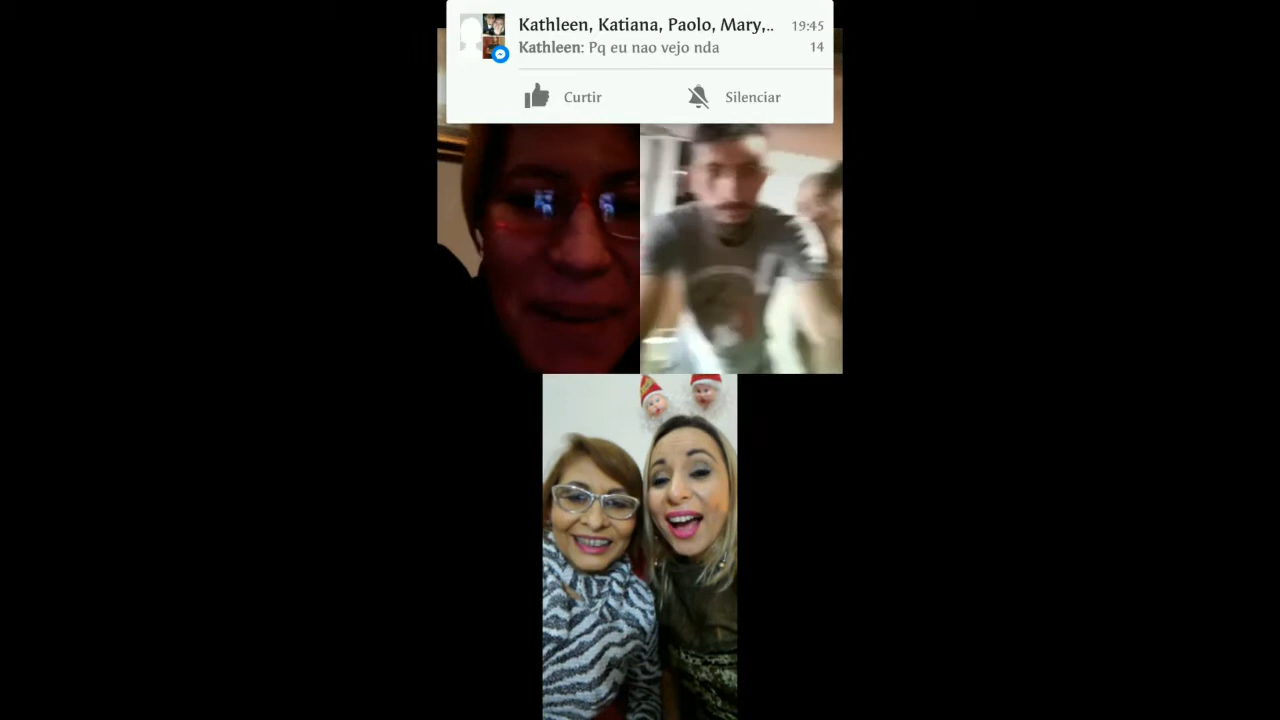 Kathleen, Katiana, Paolo, Mary,.. 19:45
Kathleen: Pq eu nao vejo nda 14
Curtir Silenciar